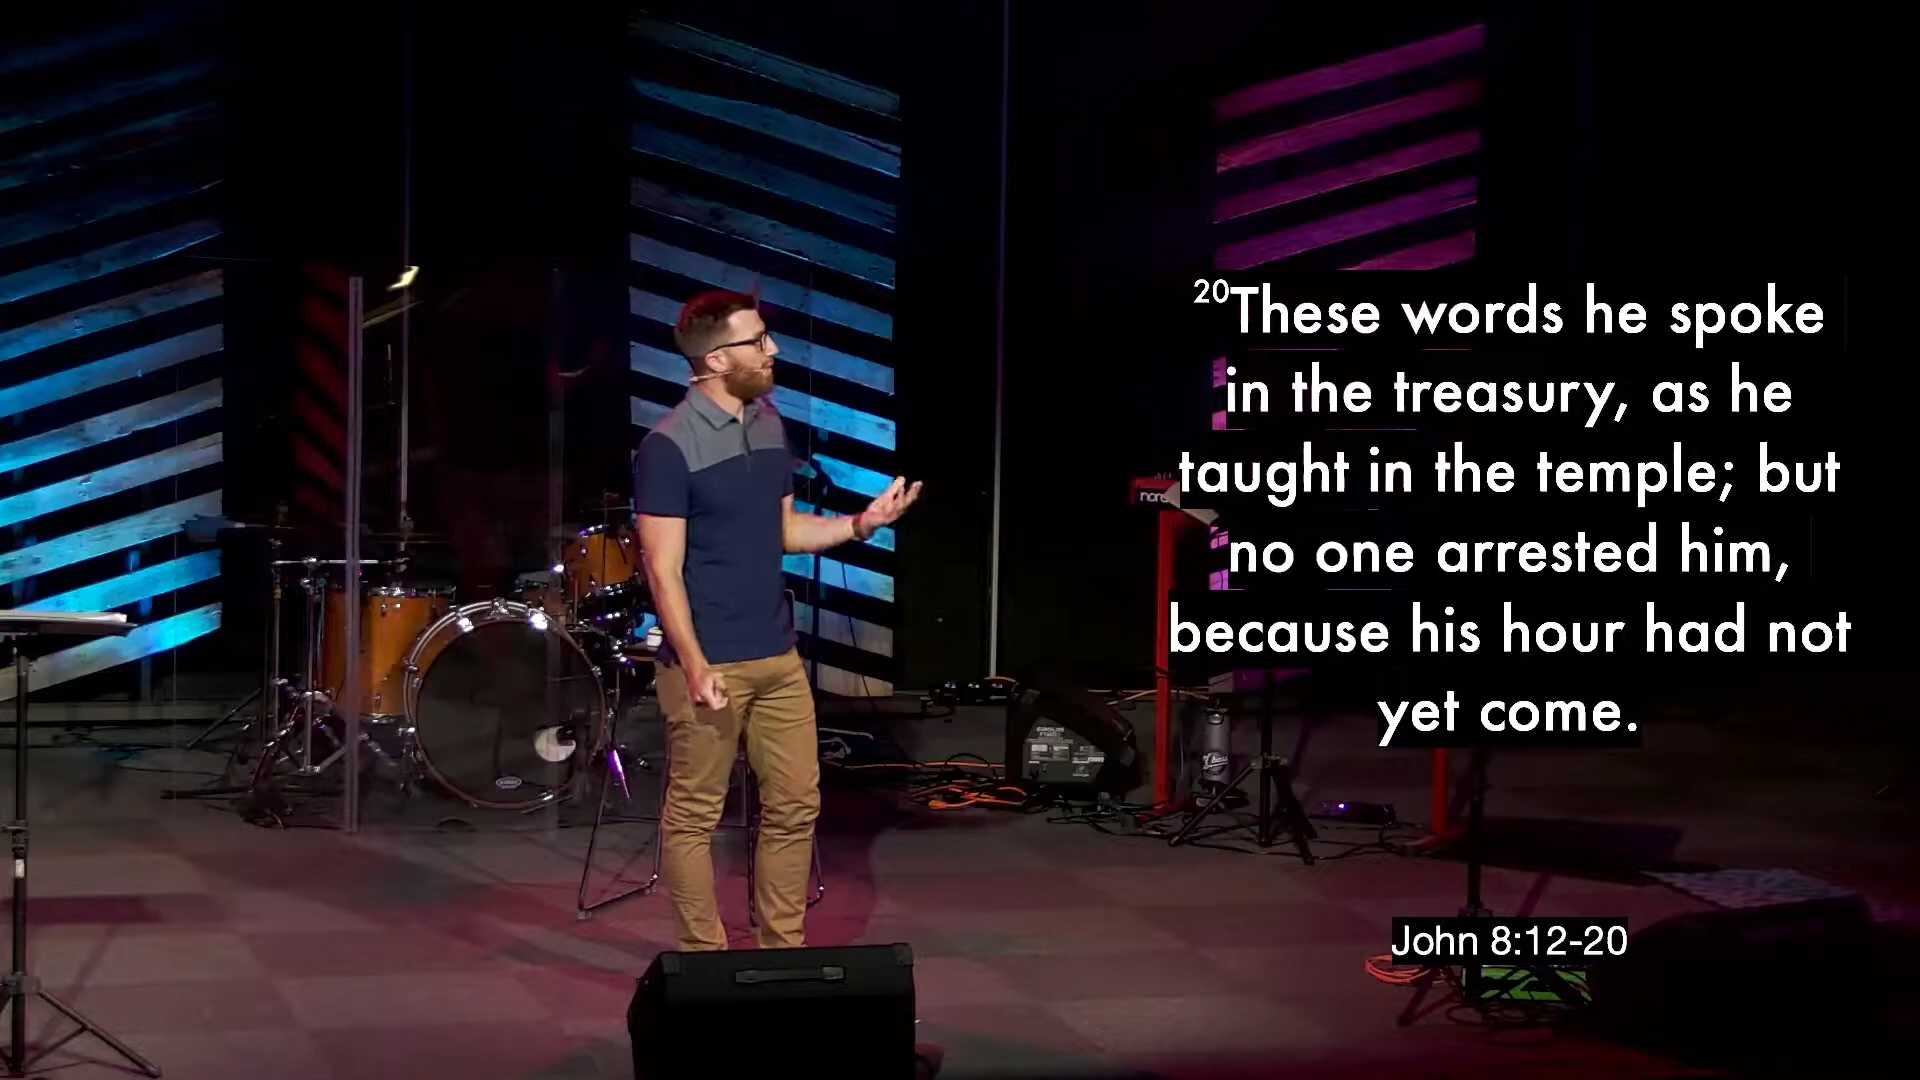 ²⁰These words he spoke
in the treasury, as he
taught in the temple; but
no one arrested him,
because his hour had not
yet come.
nord
John 8:12-20